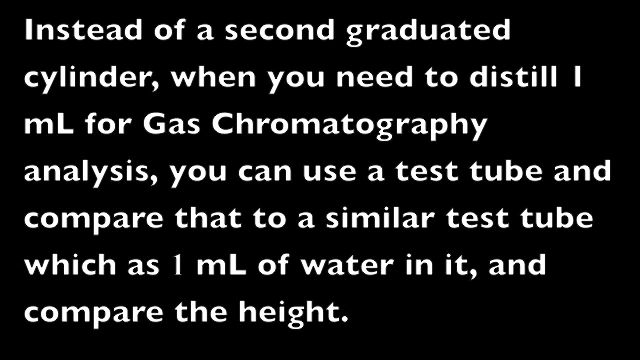 Instead of a second graduated
cylinder, when you need to distill 1
mL for Gas Chromatography
analysis, you can use a test tube and
compare that to a similar test tube
which as 1 mL of water in it, and
compare the height.